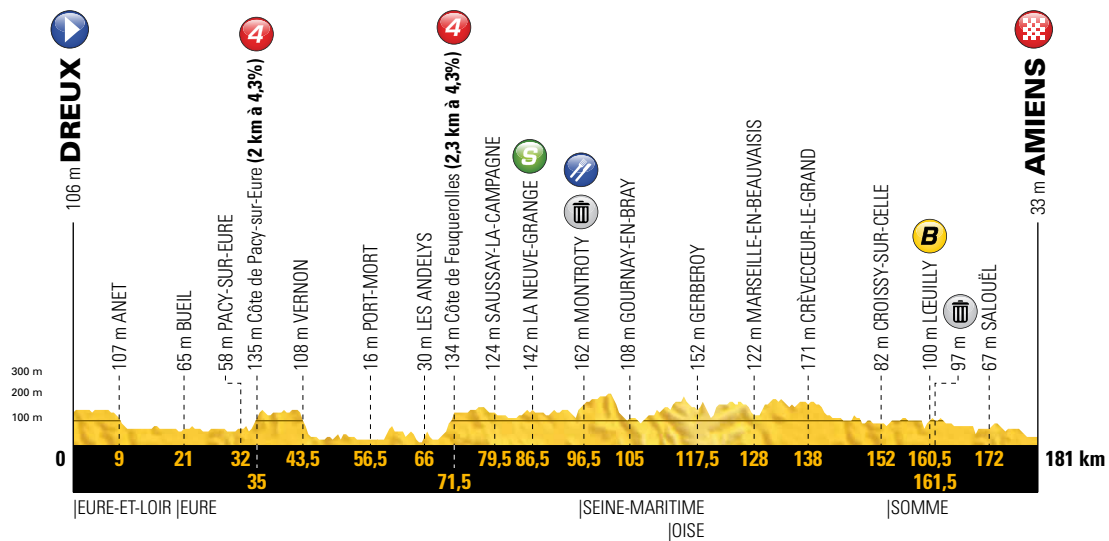 106 m DREUX
107 m ANET
65 m BUEIL
58 m PACY-SUR-EURE
4
135 m Côte de Pacy-sur-Eure (2 km à 4,3%)
108 m VERNON
16 m PORT-MORT
30 m LES ANDELYS
4
134 m Côte de Feuquerolles (2,3 km à 4,3%)
124 m SAUSSAY-LA-CAMPAGNE
S
142 m LA NEUVE-GRANGE
162 m MONTROTY
108 m GOURNAY-EN-BRAY
152 m GERBEROY
122 m MARSEILLE-EN-BEAUVAISIS
171 m CRÈVECŒUR-LE-GRAND
82 m CROISSY-SUR-CELLE
B
100 m LŒUILLY
97 m
67 m SALOUËL
33 m AMIENS
300 m
200 m
100 m
0 9 21 32 43,5 56,5 66 79,5 86,5 96,5 105 117,5 128 138 152 160,5 172 181 km
35 71,5 161,5
|EURE-ET-LOIR |EURE |SEINE-MARITIME |SOMME
|OISE